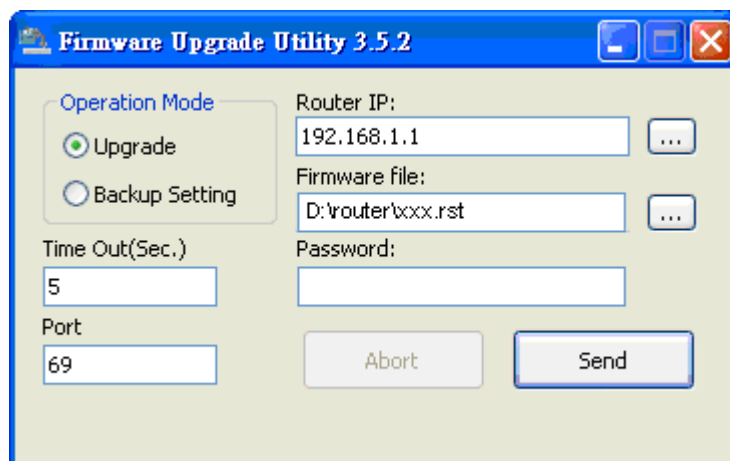 Firmware Upgrade Utility 3.5.2
Operation Mode
Upgrade
Backup Setting
Time Out(Sec.)
5
Port
69
Router IP:
192.168.1.1
...
Firmware file:
D:\router\xxx.rst
...
Password:
Abort
Send